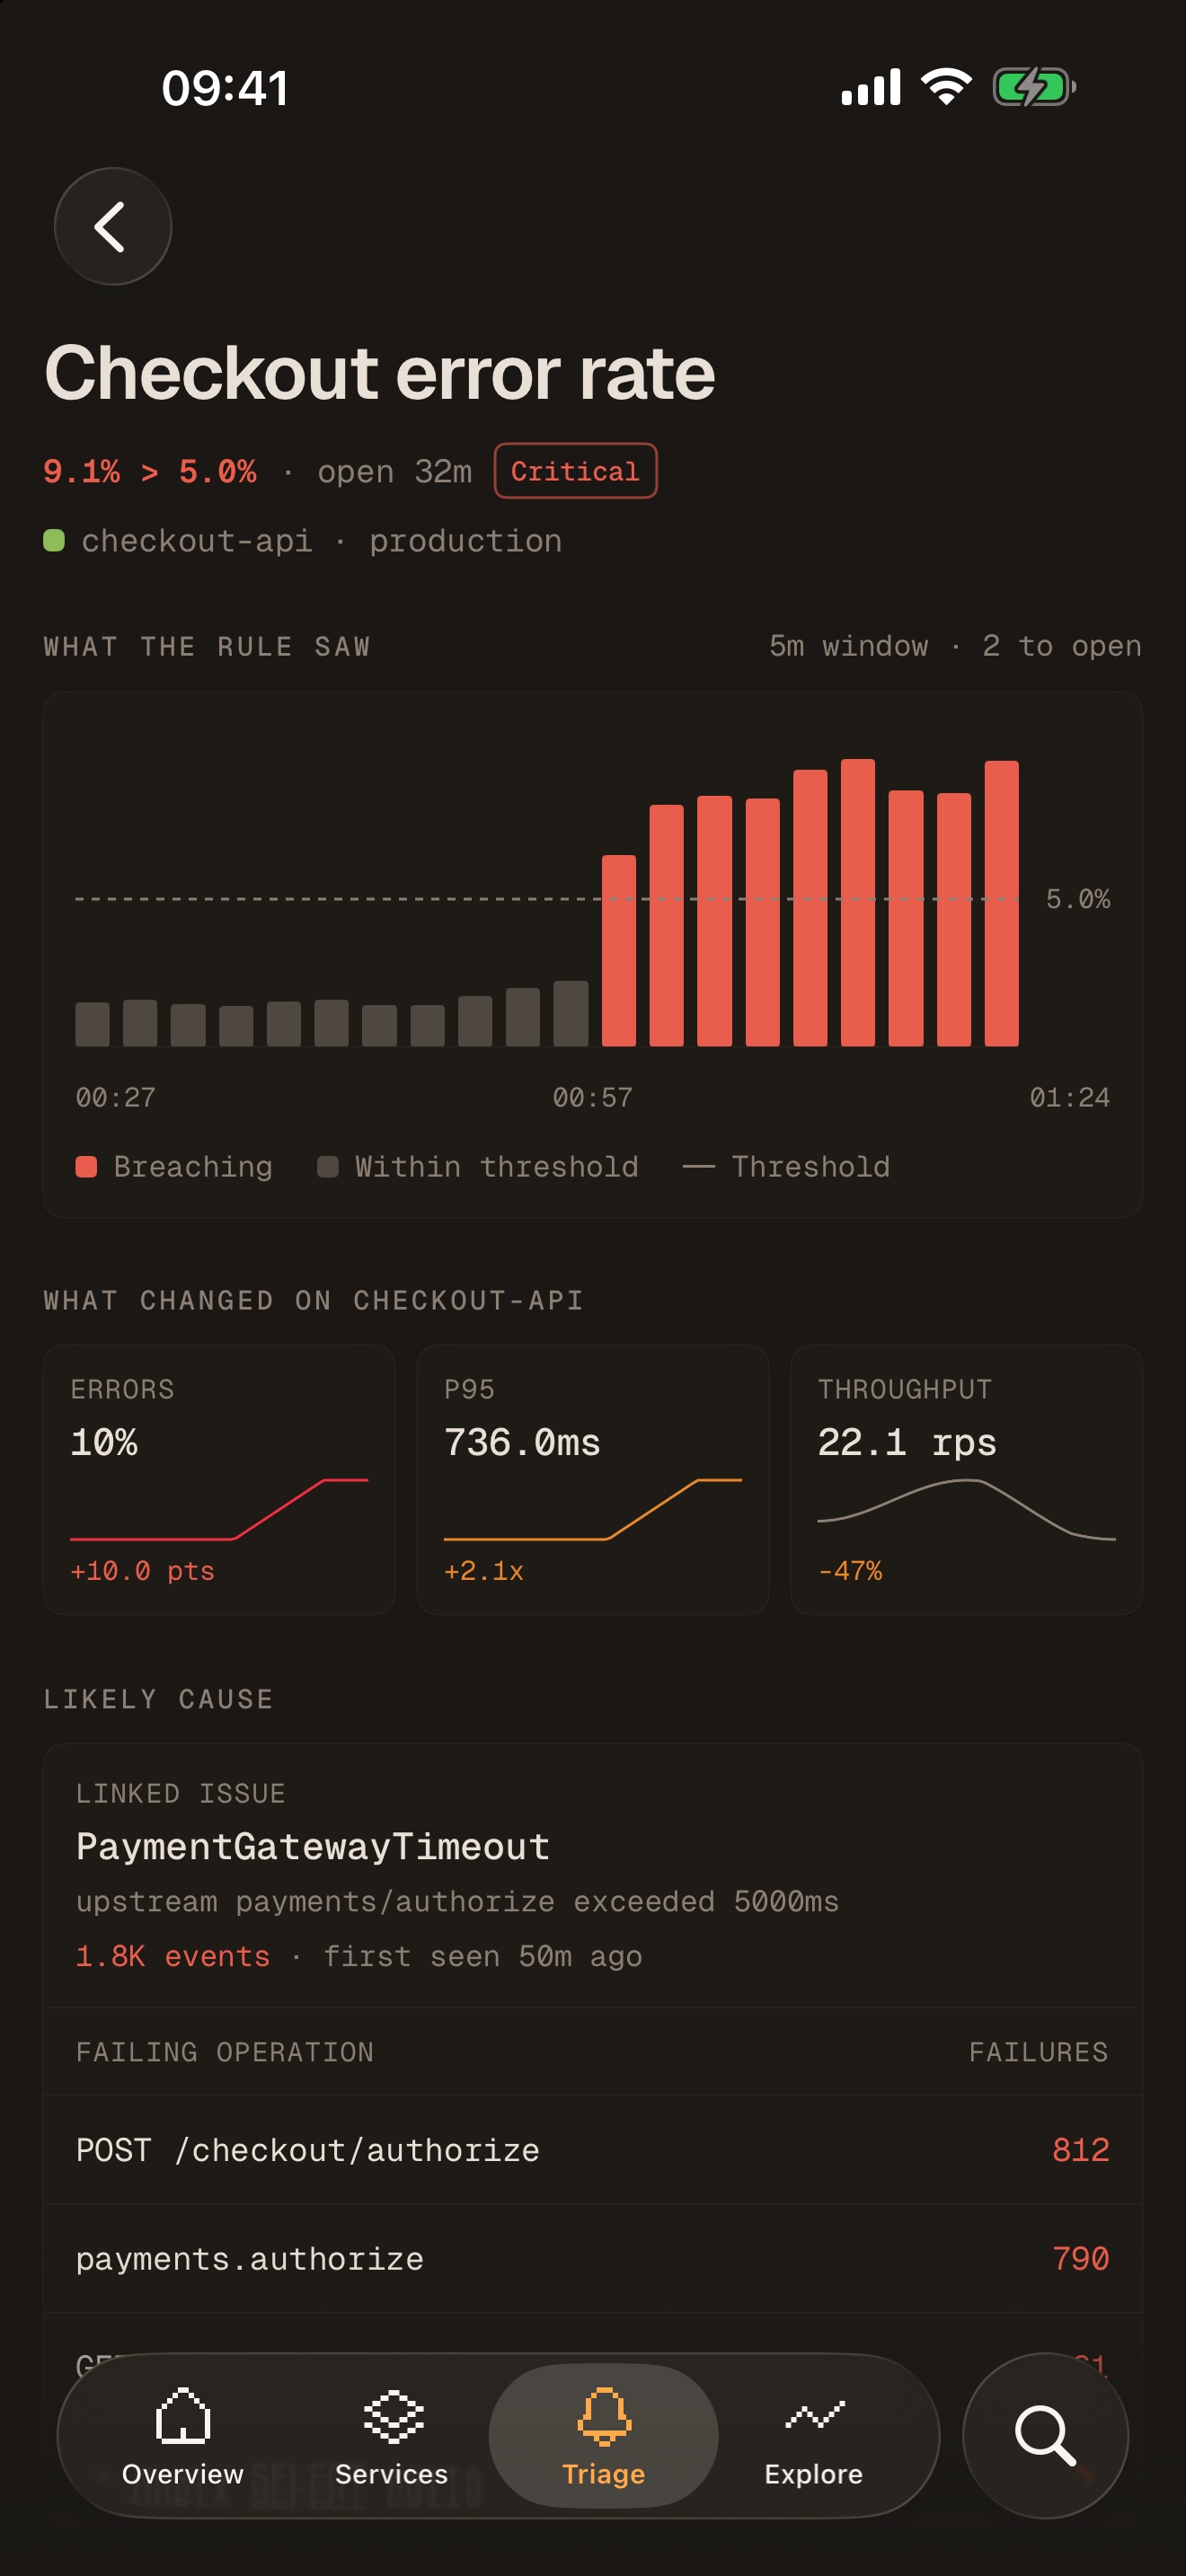 09:41
Checkout error rate
9.1% > 5.0% · open 32m Critical
checkout-api · production
WHAT THE RULE SAW 5m window · 2 to open
5.0%
00:27 00:57 01:24
Breaching Within threshold Threshold
WHAT CHANGED ON CHECKOUT-API
ERRORS P95 THROUGHPUT
10% 736.0ms 22.1 rps
+10.0 pts +2.1x -47%
LIKELY CAUSE
LINKED ISSUE
PaymentGatewayTimeout
upstream payments/authorize exceeded 5000ms
1.8K events · first seen 50m ago
FAILING OPERATION FAILURES
POST /checkout/authorize 812
payments.authorize 790
Overview Services Triage Explore